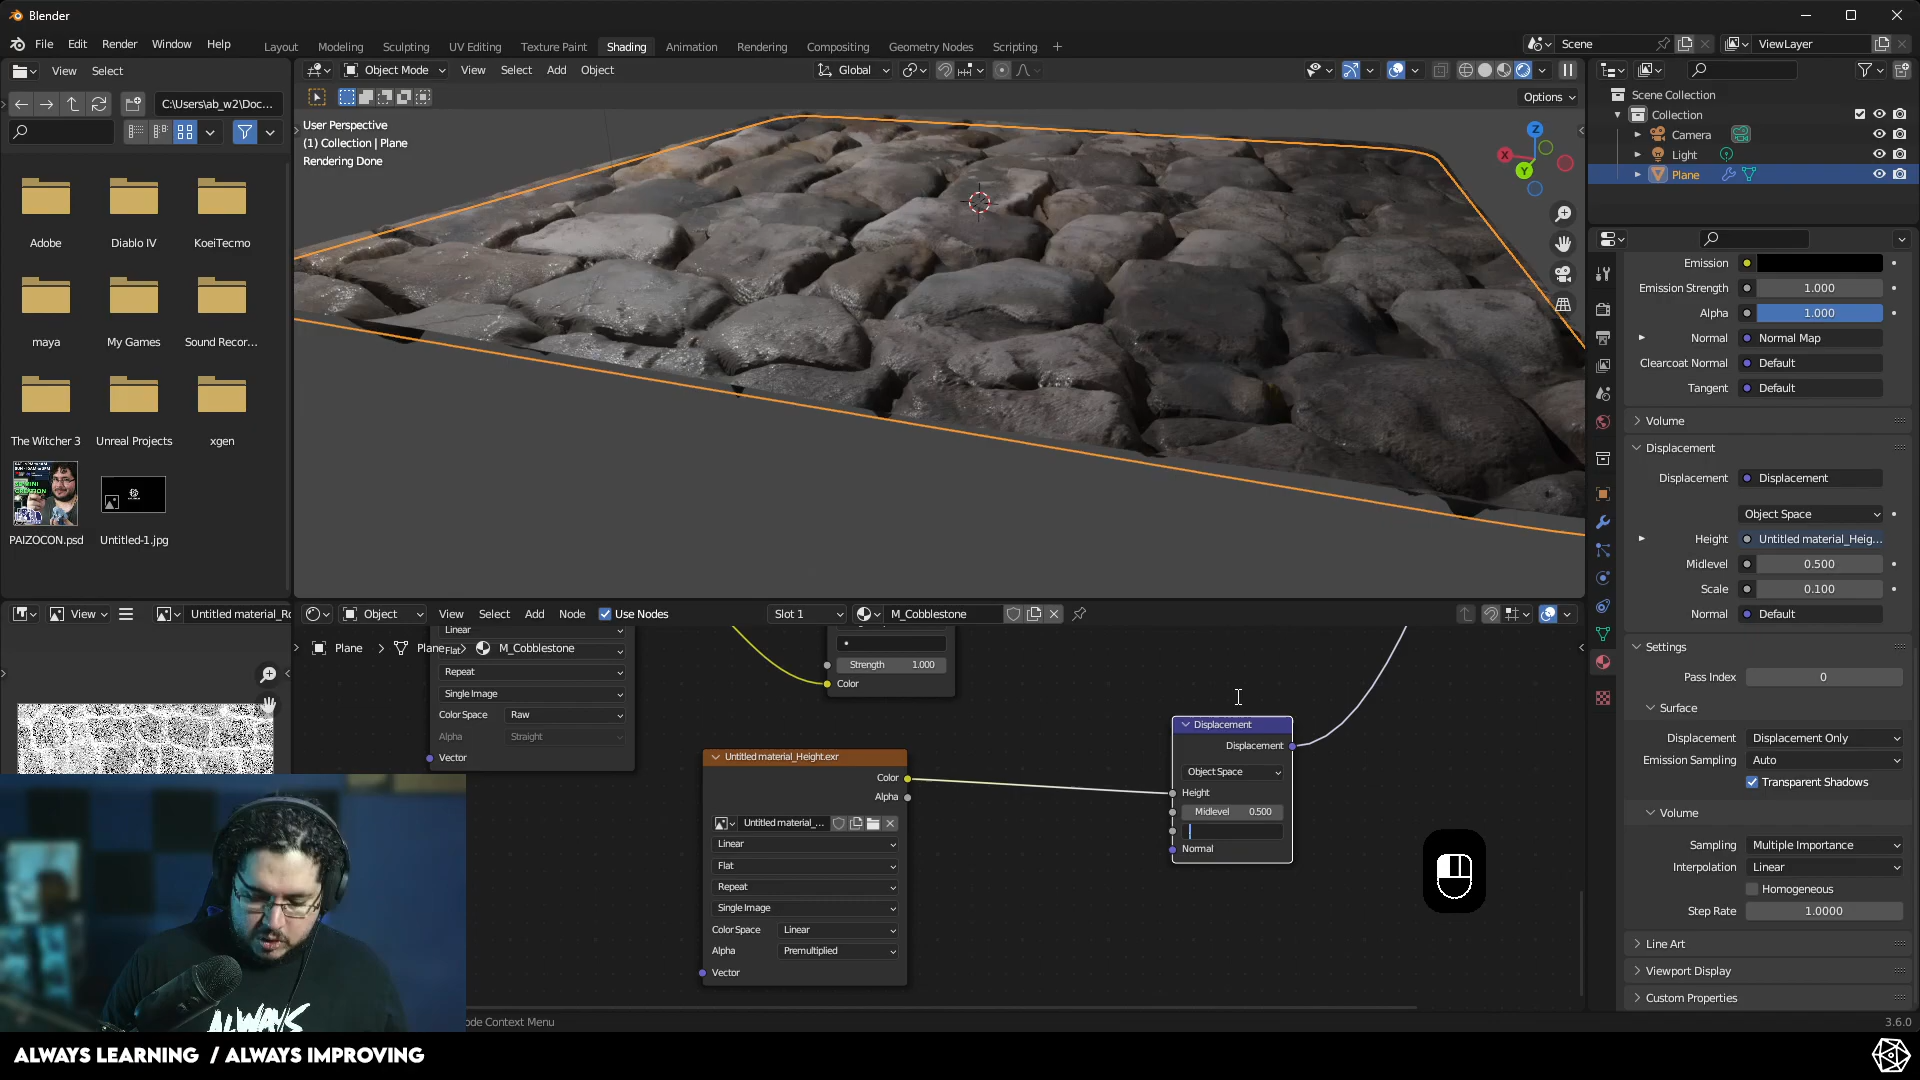 Blender
File Edit Render Window Help
Layout Modeling Sculpting UV Editing Texture Paint Shading Animation Rendering Compositing Geometry Nodes Scripting +
Scene
ViewLayer
View Select
Object Mode View Select Add Object
Global
C:\Users\ab_w2\Doc...
Options
User Perspective
(1) Collection | Plane
Rendering Done
Z
X
Y
Adobe
Diablo IV
KoeiTecmo
maya
My Games
Sound Recor...
The Witcher 3
Unreal Projects
xgen
PAIZOCON.psd
Untitled-1.jpg
Scene Collection
Collection
Camera
Light
Plane
Emission
Emission Strength 1.000
Alpha 1.000
Normal Normal Map
Clearcoat Normal Default
Tangent Default
Volume
Displacement
Displacement Displacement
Object Space
Height Untitled material_Heig...
Midlevel 0.500
Scale 0.100
Normal Default
Settings
Pass Index 0
Surface
Displacement Displacement Only
Emission Sampling Auto
Transparent Shadows
Volume
Sampling Multiple Importance
Interpolation Linear
Homogeneous
Step Rate 1.0000
Line Art
Viewport Display
Custom Properties
3.6.0
View
Untitled material_Ro
Object View Select Add Node Use Nodes
Slot 1
M_Cobblestone
Plane > Plane > M_Cobblestone
Linear
Flat
Repeat
Single Image
Color Space Raw
Alpha Straight
Vector
Strength 1.000
Color
Untitled material_Height.exr
Color
Alpha
Untitled material_...
Linear
Flat
Repeat
Single Image
Color Space Linear
Alpha Premultiplied
Vector
Displacement
Displacement
Object Space
Height
Midlevel 0.500
Normal
ode Context Menu
ALWAYS
ALWAYS LEARNING / ALWAYS IMPROVING